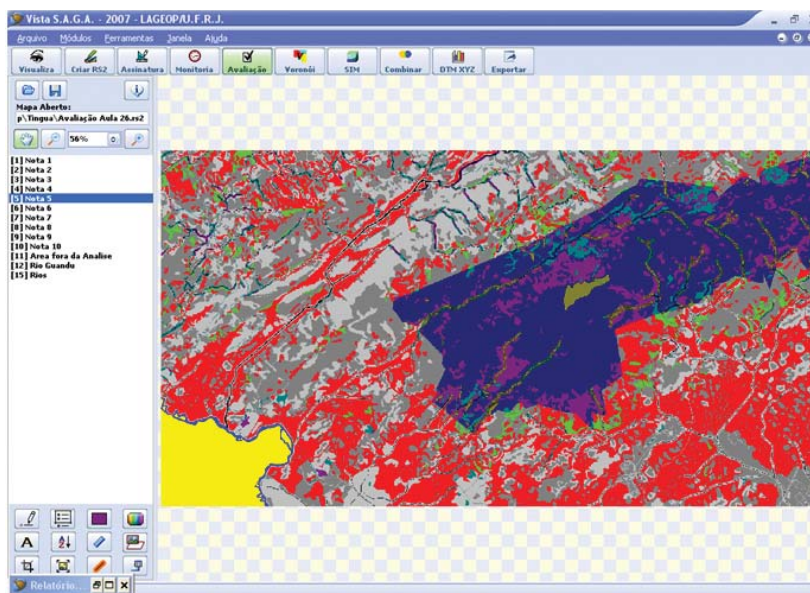 Vista S.A.G.A. - 2007 - LAGEOP/U.F.R.J.
Arquivo Módulos Ferramentas Janela Ajuda
Visualiza Criar RS2 Assinatura Monitoria Avaliação Voronói SIM Combinar DTM XYZ Exportar
Mapa Aberto:
p\Tingua\Avaliação Aula 26.rs2
56%
[1] Nota 1
[2] Nota 2
[3] Nota 3
[4] Nota 4
[5] Nota 5
[6] Nota 6
[7] Nota 7
[8] Nota 8
[9] Nota 9
[10] Nota 10
[11] Area fora da Analise
[12] Rio Guandu
[15] Rios
Relatório...